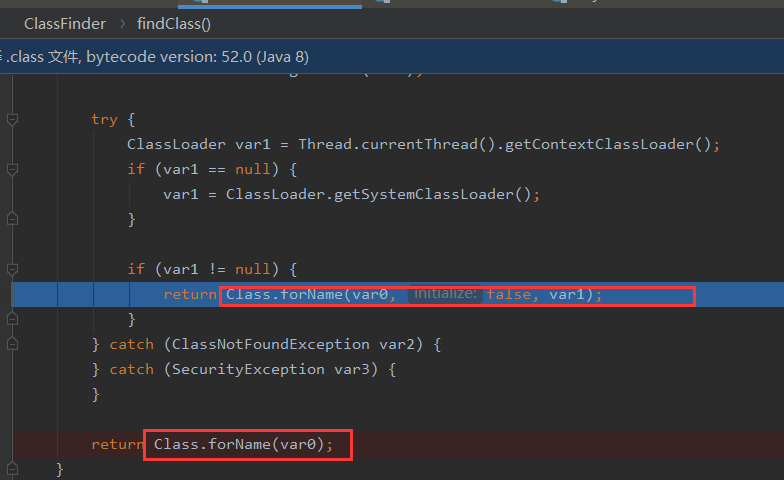 ClassFinder › findClass()
.class 文件, bytecode version: 52.0 (Java 8)
try {
ClassLoader var1 = Thread.currentThread().getContextClassLoader();
if (var1 == null) {
var1 = ClassLoader.getSystemClassLoader();
}
if (var1 != null) {
return Class.forName(var0, initialize: false, var1);
}
} catch (ClassNotFoundException var2) {
} catch (SecurityException var3) {
}
return Class.forName(var0);
}